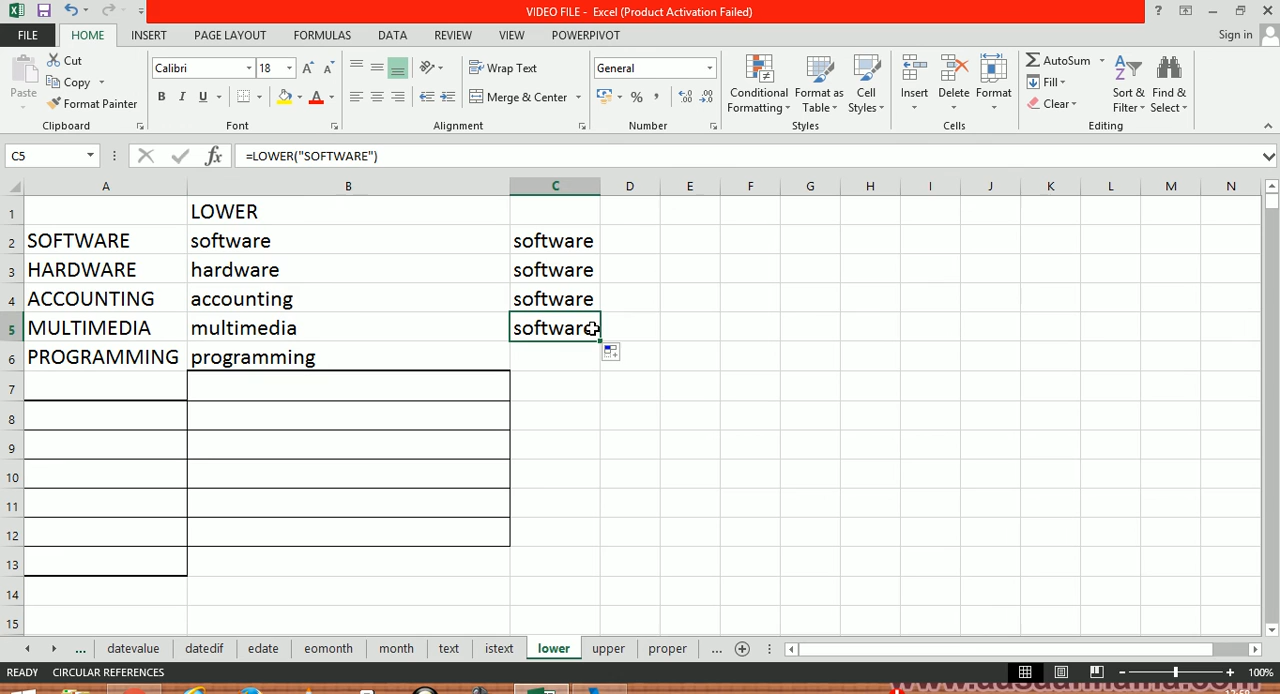 VIDEO FILE - Excel (Product Activation Failed)
?
FILE HOME INSERT PAGE LAYOUT FORMULAS DATA REVIEW VIEW POWERPIVOT Sign in
Paste
Cut
Copy
Format Painter
Clipboard
Calibri 18
B I U
Font
Wrap Text
Merge & Center
Alignment
General
%
Number
Conditional Formatting
Format as Table
Cell Styles
Styles
Insert
Delete
Format
Cells
AutoSum
Fill
Clear
Sort & Filter
Find & Select
Editing
C5 fx =LOWER("SOFTWARE")
A B C D E F G H I J K L M N
1 LOWER
2 SOFTWARE software software
3 HARDWARE hardware software
4 ACCOUNTING accounting software
5 MULTIMEDIA multimedia software
6 PROGRAMMING programming
7
8
9
10
11
12
13
14
15
... datevalue datedif edate eomonth month text istext lower upper proper ...
READY CIRCULAR REFERENCES 100%